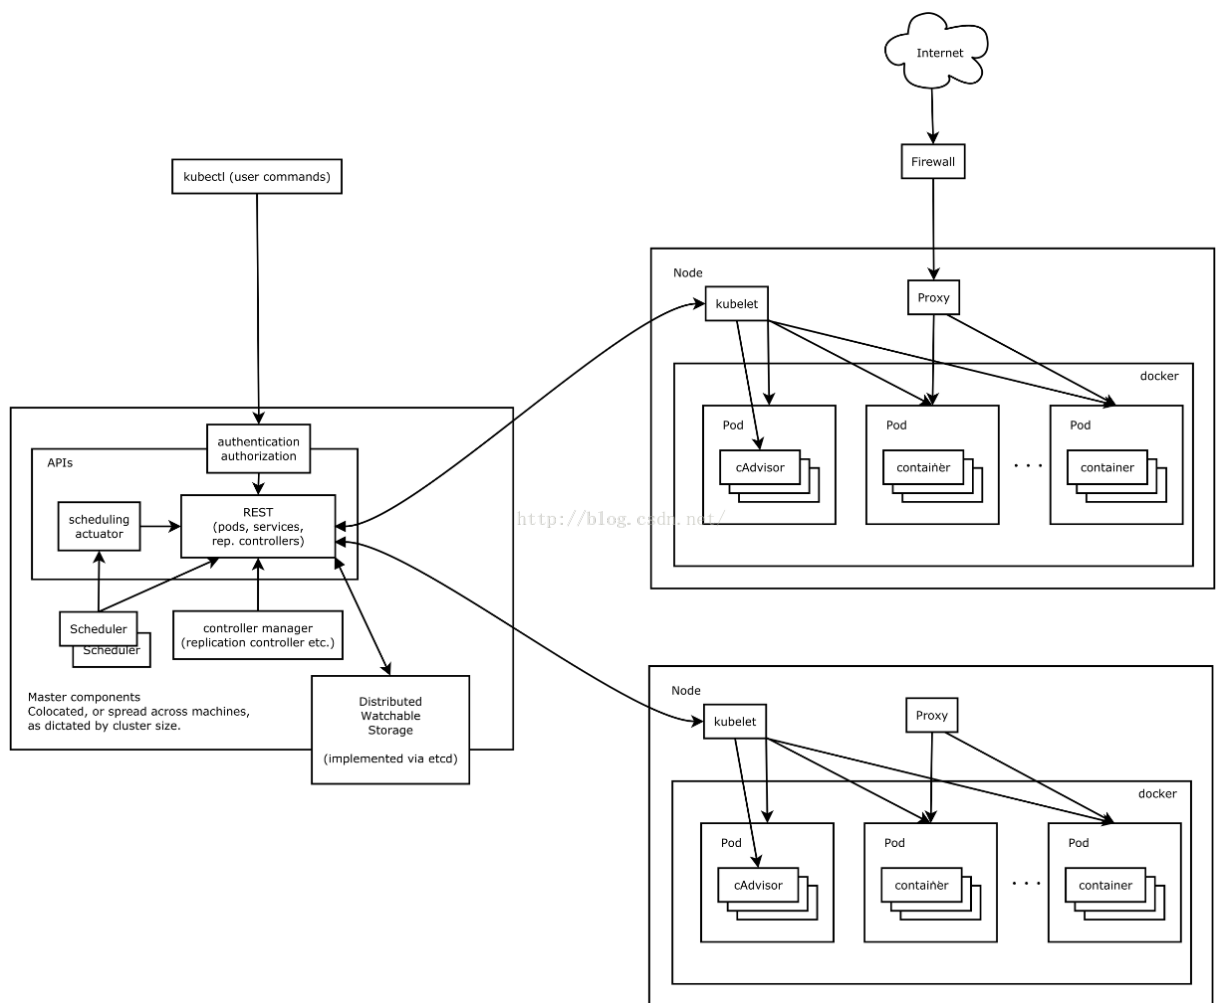 Internet
Firewall
kubectl (user commands)
Node
kubelet
Proxy
docker
Pod
cAdvisor
Pod
container
. . .
Pod
container
authentication
authorization
APIs
REST
(pods, services,
rep. controllers)
scheduling
actuator
Scheduler
Scheduler
controller manager
(replication controller etc.)
Master components
Colocated, or spread across machines,
as dictated by cluster size.
Distributed
Watchable
Storage
(implemented via etcd)
http://blog.csdn.net/
Node
kubelet
Proxy
docker
Pod
cAdvisor
Pod
container
. . .
Pod
container